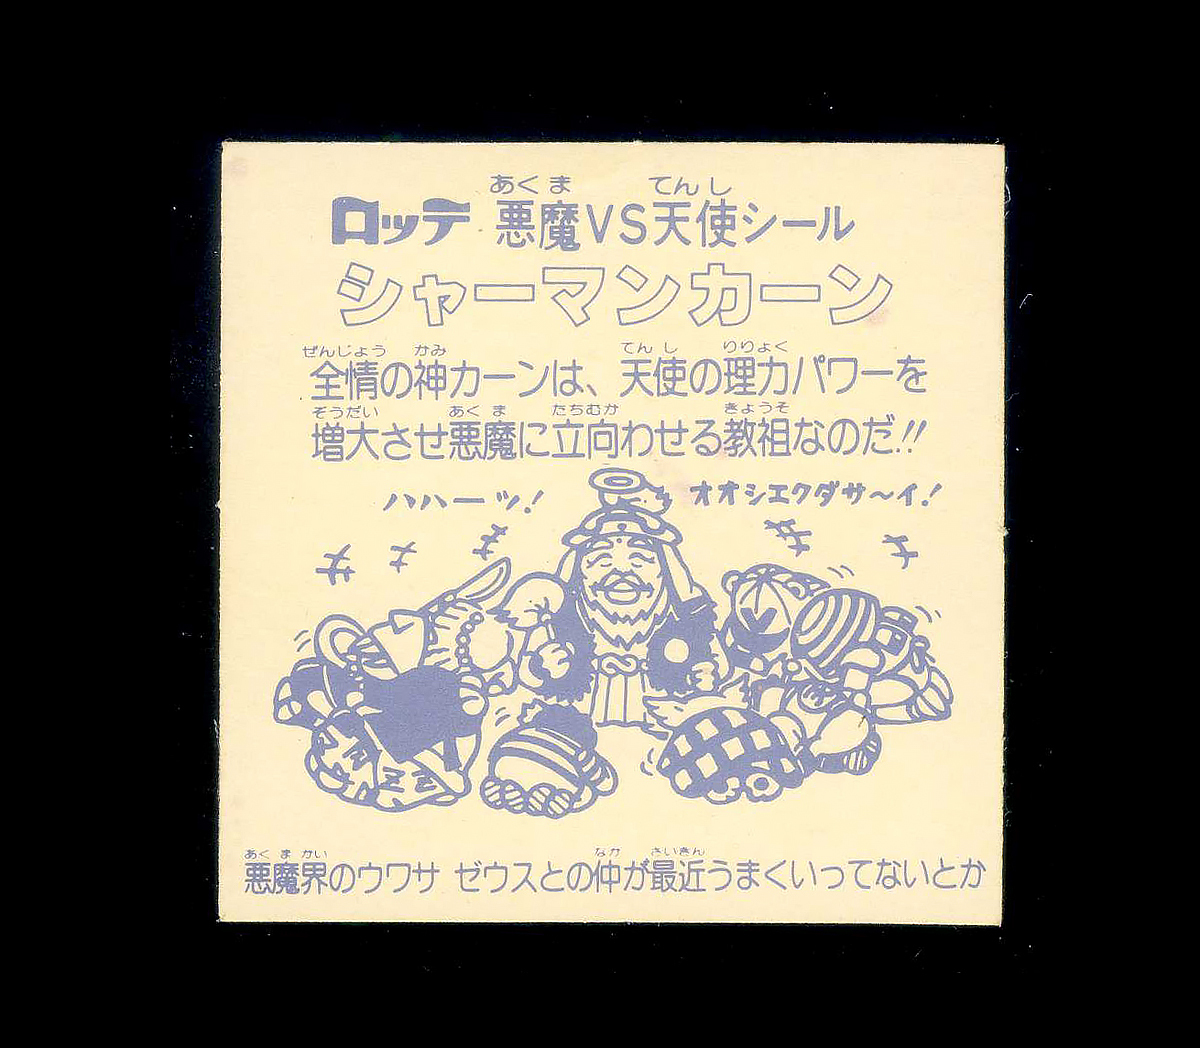 あくま てんし
ロッテ 悪魔VS天使シール
シャーマンカーン
ぜんじょう かみ てんし りりょく
全情の神カーンは、天使の理力パワーを
ぞうだい あくま たちむか きょうそ
増大させ悪魔に立向わせる教祖なのだ!!
ハハーッ! オオシエクダサ〜イ!
あくまかい なか さいきん
悪魔界のウワサ ゼウスとの仲が最近うまくいってないとか